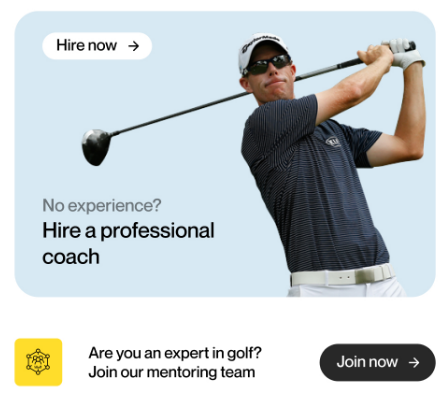 Hire now
TaylorMade
No experience?
Hire a professional
coach
Are you an expert in golf?
Join our mentoring team
Join now